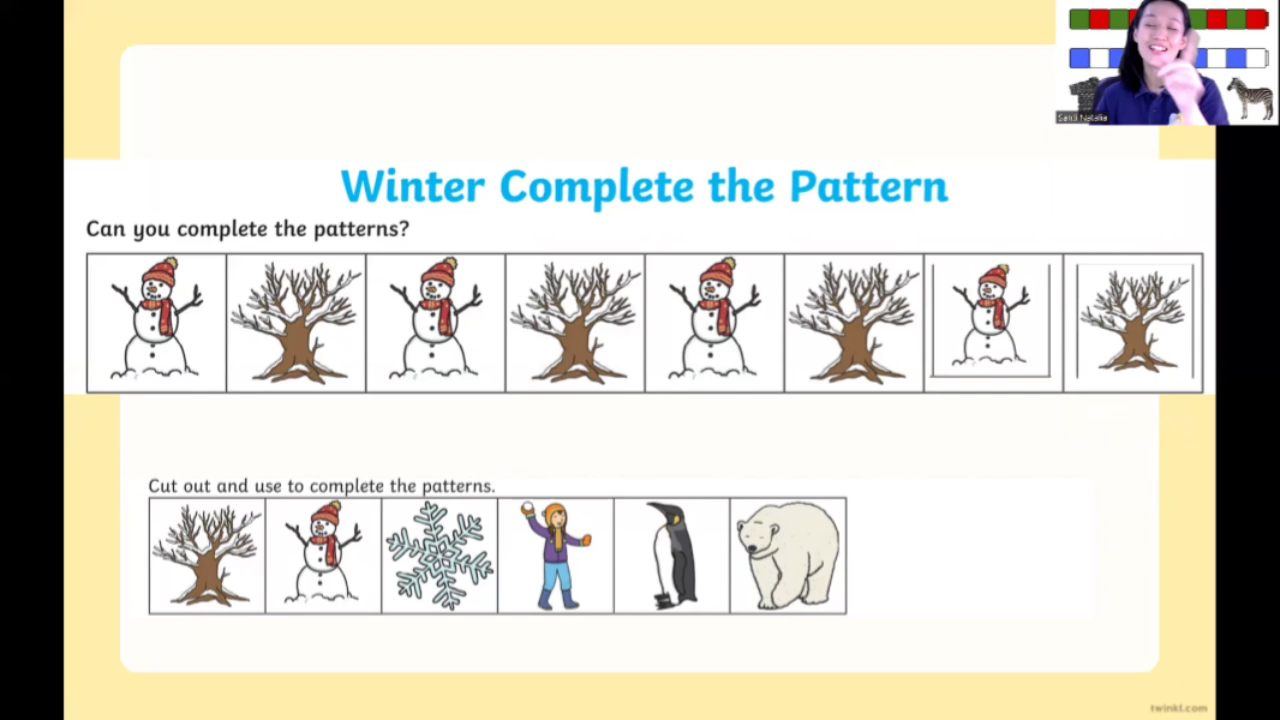 Winter Complete the Pattern
Can you complete the patterns?
Cut out and use to complete the patterns.
twinkl.com